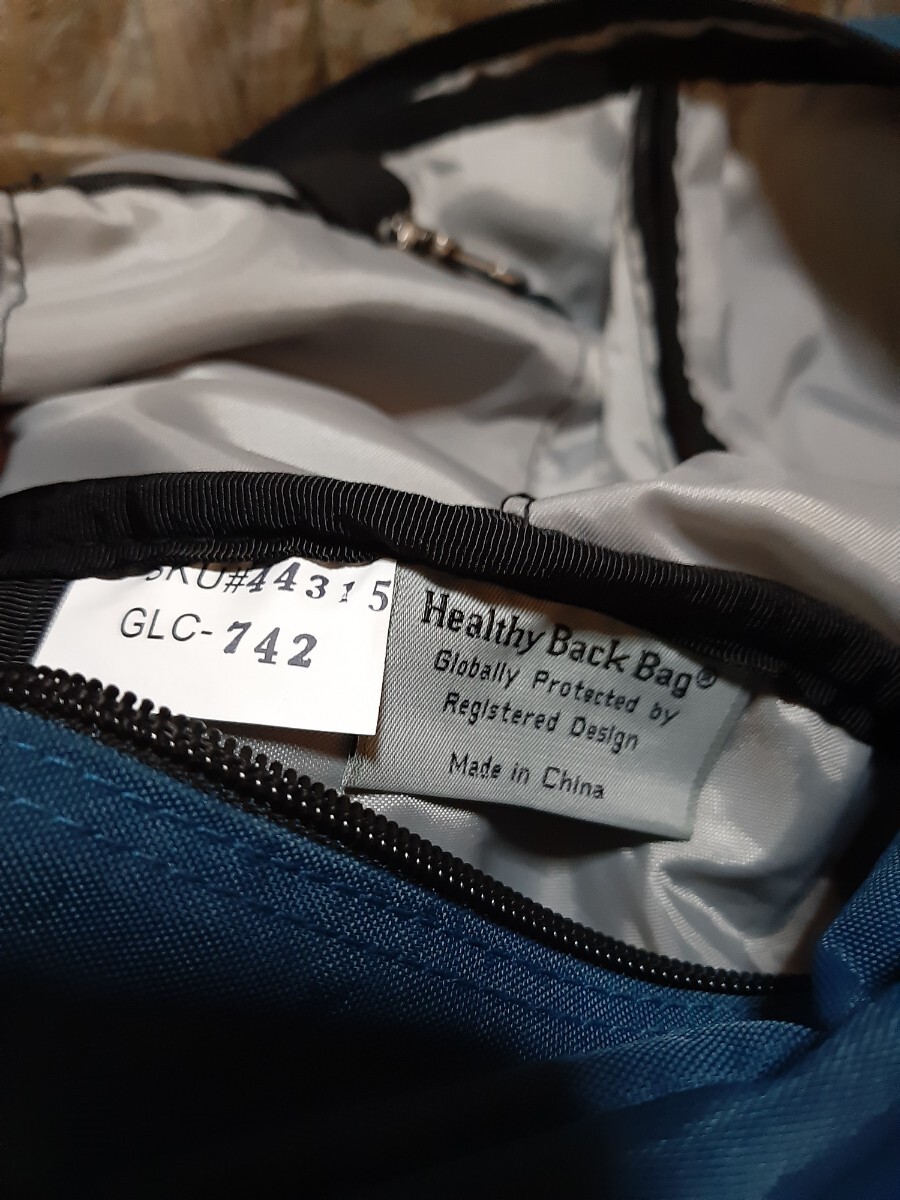 SKU#44315
GLC-742
Healthy Back Bag®
Globally Protected by
Registered Design
Made in China